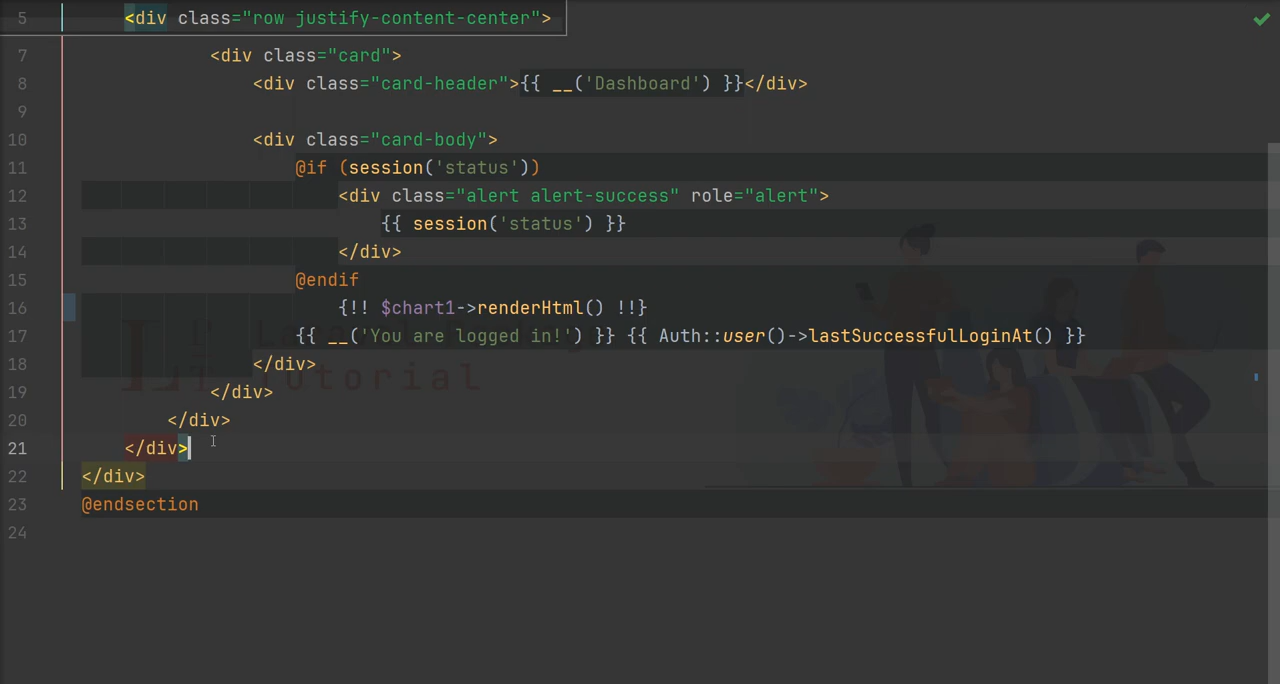 5 <div class="row justify-content-center">
7 <div class="card">
8 <div class="card-header">{{ __('Dashboard') }}</div>
9
10 <div class="card-body">
11 @if (session('status'))
12 <div class="alert alert-success" role="alert">
13 {{ session('status') }}
14 </div>
15 @endif
16 {!! $chart1->renderHtml() !!}
17 {{ __('You are logged in!') }} {{ Auth::user()->lastSuccessfulLoginAt() }}
18 </div>
19 </div>
20 </div>
21 </div>
22 </div>
23 @endsection
24
Tutorial